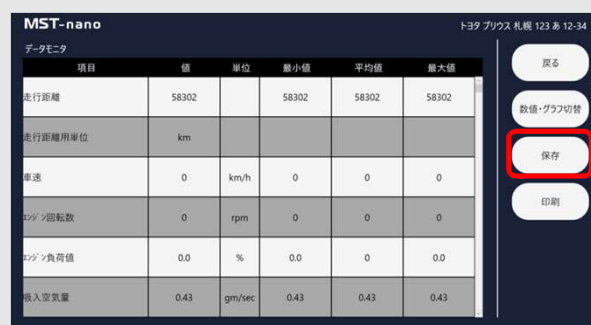 MST-nano
トヨタ プリウス 札幌 123 あ 12-34
データモニタ
項目 値 単位 最小値 平均値 最大値
走行距離 58302 58302 58302 58302
走行距離用単位 km
車速 0 km/h 0 0 0
ｴﾝｼﾞﾝ回転数 0 rpm 0 0 0
ｴﾝｼﾞﾝ負荷値 0.0 % 0.0 0 0.0
吸入空気量 0.43 gm/sec 0.43 0.43 0.43
戻る
数値・グラフ切替
保存
印刷